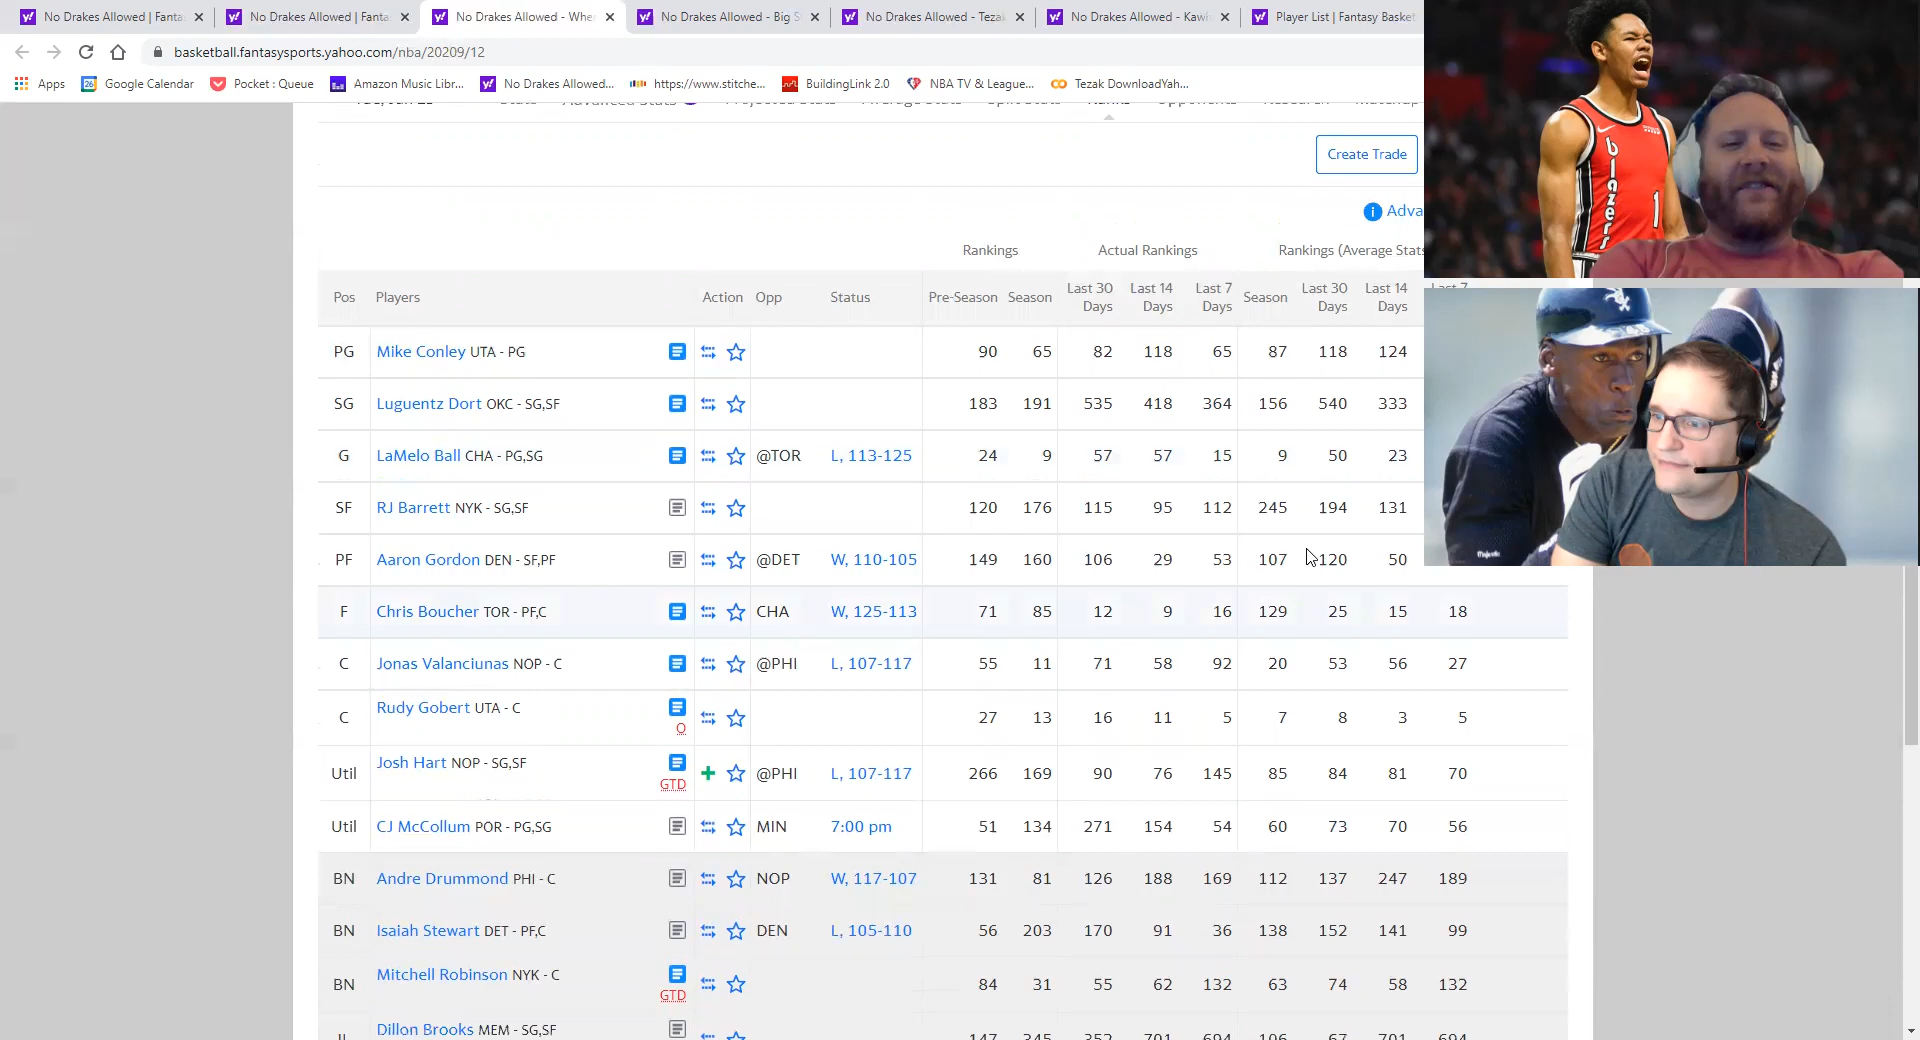 No Drakes Allowed | Fanta
No Drakes Allowed | Fanta
No Drakes Allowed - Wher
No Drakes Allowed - Big S
No Drakes Allowed - Teza
No Drakes Allowed - Kawh
Player List | Fantasy Basket
basketball.fantasysports.yahoo.com/nba/20209/12
Apps
26 Google Calendar
Pocket : Queue
Amazon Music Libr...
No Drakes Allowed...
https://www.stitche...
BuildingLink 2.0
NBA TV & League...
Tezak DownloadYah...
Create Trade
Adva
Rankings Actual Rankings Rankings (Average Stats
Pos Players Action Opp Status Pre-Season Season Last 30 Days Last 14 Days Last 7 Days Season Last 30 Days Last 14 Days
PG Mike Conley UTA - PG 90 65 82 118 65 87 118 124
SG Luguentz Dort OKC - SG,SF 183 191 535 418 364 156 540 333
G LaMelo Ball CHA - PG,SG @TOR L, 113-125 24 9 57 57 15 9 50 23
SF RJ Barrett NYK - SG,SF 120 176 115 95 112 245 194 131
PF Aaron Gordon DEN - SF,PF @DET W, 110-105 149 160 106 29 53 107 120 50
F Chris Boucher TOR - PF,C CHA W, 125-113 71 85 12 9 16 129 25 15 18
C Jonas Valanciunas NOP - C @PHI L, 107-117 55 11 71 58 92 20 53 56 27
C Rudy Gobert UTA - C O 27 13 16 11 5 7 8 3 5
Util Josh Hart NOP - SG,SF GTD @PHI L, 107-117 266 169 90 76 145 85 84 81 70
Util CJ McCollum POR - PG,SG MIN 7:00 pm 51 134 271 154 54 60 73 70 56
BN Andre Drummond PHI - C NOP W, 117-107 131 81 126 188 169 112 137 247 189
BN Isaiah Stewart DET - PF,C DEN L, 105-110 56 203 170 91 36 138 152 141 99
BN Mitchell Robinson NYK - C GTD 84 31 55 62 132 63 74 58 132
Dillon Brooks MEM - SG,SF
blazers
1